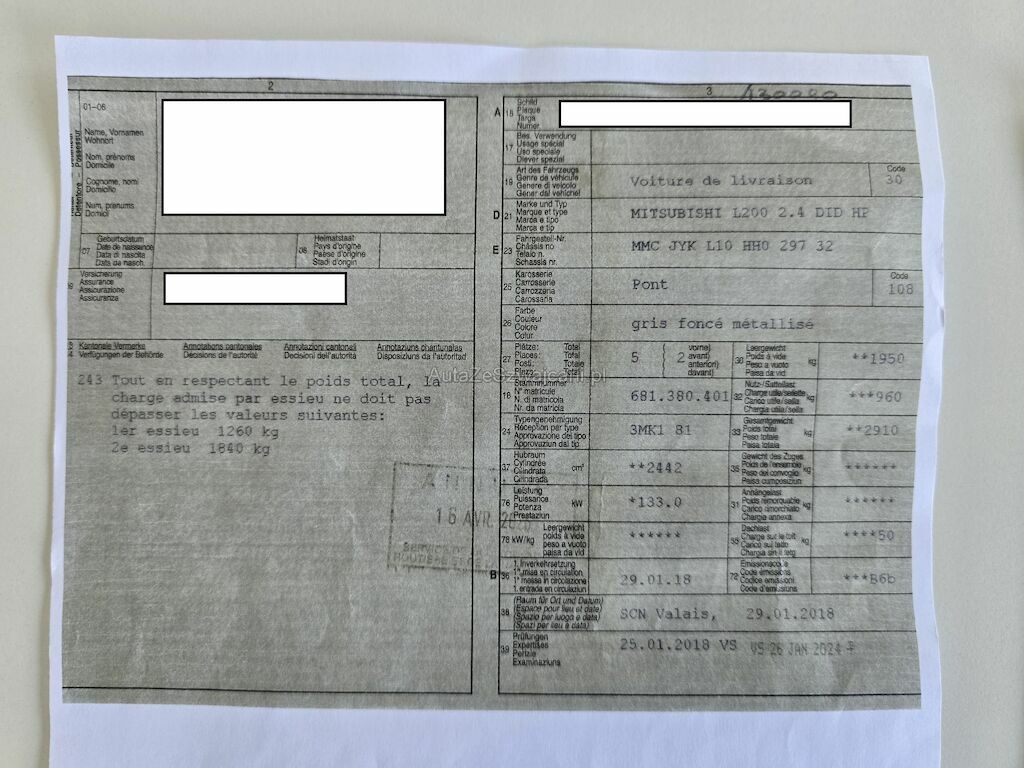 2
01-06
Name, Vornamen
Wohnort
Nom, prénoms
Domicile
Cognome, nomi
Domicilio
Num, prenums
Domicil
Détenteur - Possessur
07
Geburtsdatum
Date de naissance
Data di nascita
Data da nasch.
08
Heimatstaat
Pays d'origine
Paese d'origine
Stadi d'origin
Versicherung
Assurance
Assicurazione
Assicuranza
Kantonale Vermerke
Verfügungen der Behörde
Annotations cantonales
Décisions de l'autorité
Annotazioni cantonali
Decisioni dell'autorità
Annotaziuns chantunalas
Disposiziuns da l'autoritad
243 Tout en respectant le poids total, la
charge admise par essieu ne doit pas
dépasser les valeurs suivantes:
1er essieu 1260 kg
2e essieu 1840 kg
16 AVR.
3
A
Schild
Plaque
Targa
Numer
17
Bes. Verwendung
Usage spécial
Uso speciale
Diever spezial
19
Art des Fahrzeugs
Genre de véhicule
Genere di veicolo
Gener dal vehichel
Voiture de livraison
Code
30
D 21
Marke und Typ
Marque et type
Marca e tipo
Marca e tip
MITSUBISHI L200 2.4 DID HP
E 23
Fahrgestell-Nr.
Châssis no
Telaio n.
Schassis nr.
MMC JYK L10 HH0 297 32
25
Karosserie
Carrosserie
Carrozzeria
Carossaria
Pont
Code
108
26
Farbe
Couleur
Colore
Colur
gris foncé métallisé
27
Plätze: Total
Places: Total
Posti: Totale
Total
5
2
vorne)
avant)
anteriori)
davant)
30
Leergewicht
Poids à vide
Peso a vuoto
Paisa da vid
kg
**1950
18
Stammnummer
N° matricule
N. di matricola
Nr. da matricla
681.380.401
32
Nutz-/Sattellast
Charge utile/sellette
Carico utile/sella
Chargia utila/sella
kg
***960
24
Typengenehmigung
Réception par type
Approvazione del tipo
Approvaziun dal tip
3MK1 81
33
Gesamtgewicht
Poids total
Peso totale
Paisa totala
kg
**2910
37
Hubraum
Cylindrée
Cilindrata
Cilindrada
cm³
**2442
35
Gewicht des Zuges
Poids de l'ensemble
Peso del convoglio
Paisa cumposiziun
kg
******
76
Leistung
Puissance
Potenza
Prestaziun
kW
*133.0
31
Anhängelast
Poids remorquable
Carico rimorchiato
Chargia annexa
kg
******
78 kW/kg
Leergewicht
poids à vide
peso a vuoto
paisa da vid
******
55
Dachlast
Charge sur le toit
Carico sul tetto
Chargia sin il tetg
kg
****50
B 36
1. Inverkehrsetzung
1re mise en circulation
1a messa in circolazione
1. entrada en circulaziun
29.01.18
72
Emissionscode
Code émissions
Codice emissioni
Code d'emissiuns
***B6b
38
(Raum für Ort und Datum)
(Espace pour lieu et date)
(Spazio per luogo e data)
(Spazi per lieu e data)
SCN Valais, 29.01.2018
39
Prüfungen
Expertises
Perizie
Examinaziuns
25.01.2018 VS VS 26 JAN 2024
AutaZeSzwajcarii.pl